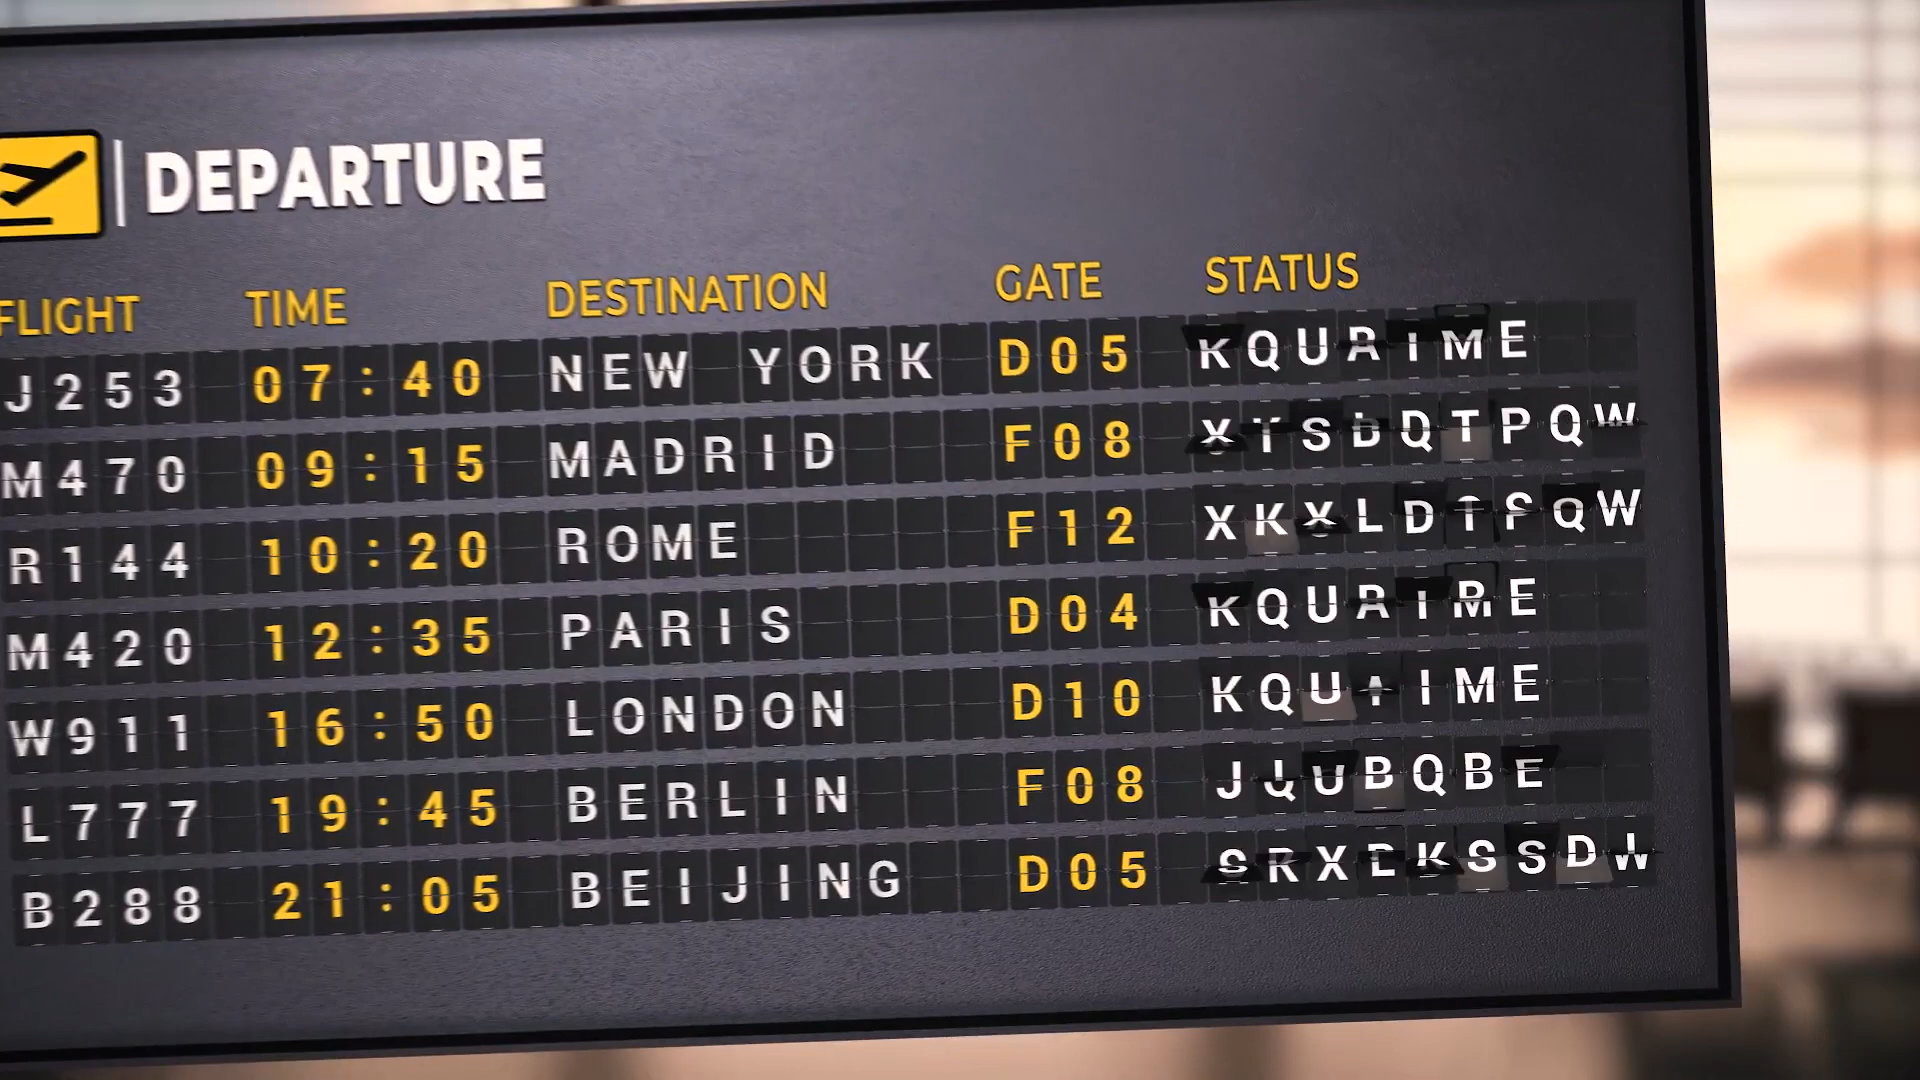 DEPARTURE
FLIGHT TIME DESTINATION GATE STATUS
J253 07:40 NEW YORK D05
M470 09:15 MADRID F08
R144 10:20 ROME F12
M420 12:35 PARIS D04
W911 16:50 LONDON D10
L777 19:45 BERLIN F08
B288 21:05 BEIJING D05